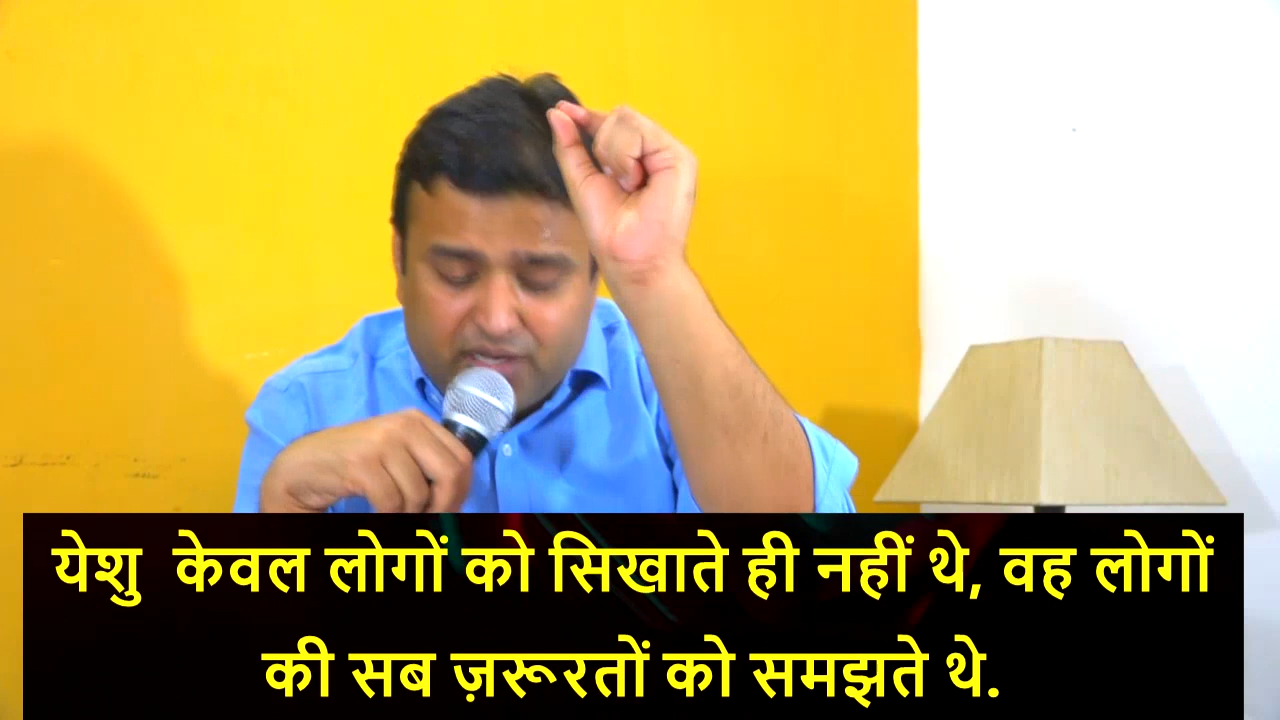 येशु केवल लोगों को सिखाते ही नहीं थे, वह लोगों
की सब ज़रूरतों को समझते थे.